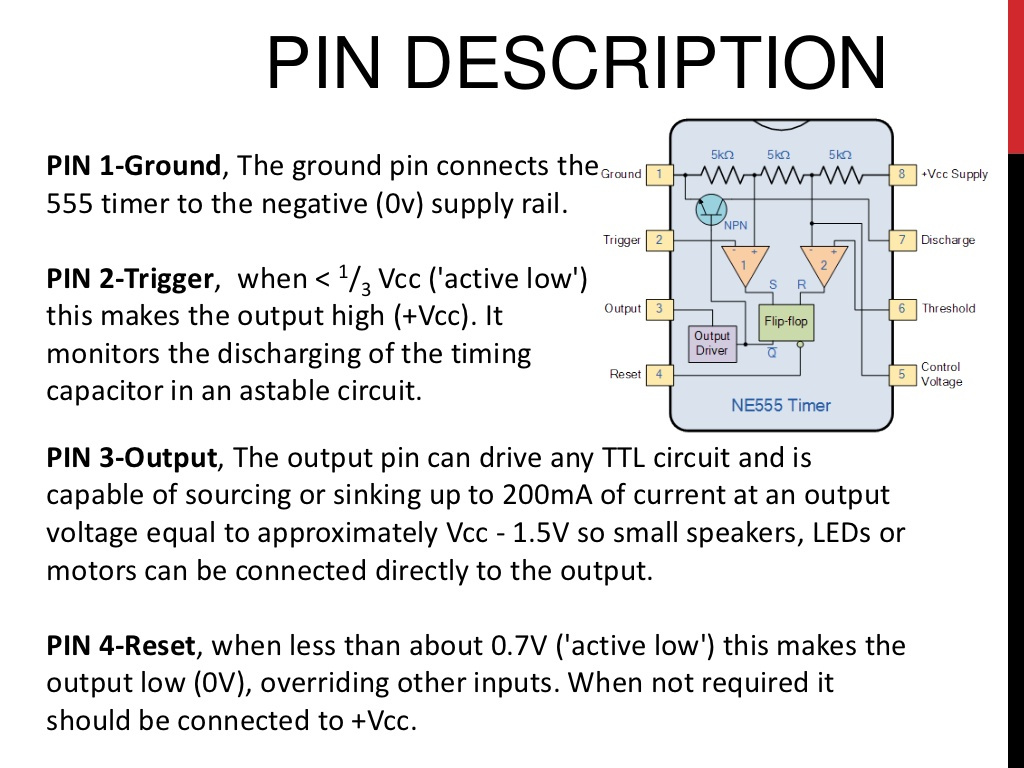 PIN DESCRIPTION
PIN 1-Ground, The ground pin connects the
555 timer to the negative (0v) supply rail.
PIN 2-Trigger,  when < 1/3 Vcc ('active low')
this makes the output high (+Vcc). It
monitors the discharging of the timing
capacitor in an astable circuit.
5kΩ 5kΩ 5kΩ
Ground 1 8 +Vcc Supply
NPN
Trigger 2 7 Discharge
- + - +
1 2
S R
Output 3 6 Threshold
Flip-flop
Output
Driver
Q̅
Reset 4 5 Control
Voltage
NE555 Timer
PIN 3-Output, The output pin can drive any TTL circuit and is
capable of sourcing or sinking up to 200mA of current at an output
voltage equal to approximately Vcc - 1.5V so small speakers, LEDs or
motors can be connected directly to the output.
PIN 4-Reset, when less than about 0.7V ('active low') this makes the
output low (0V), overriding other inputs. When not required it
should be connected to +Vcc.